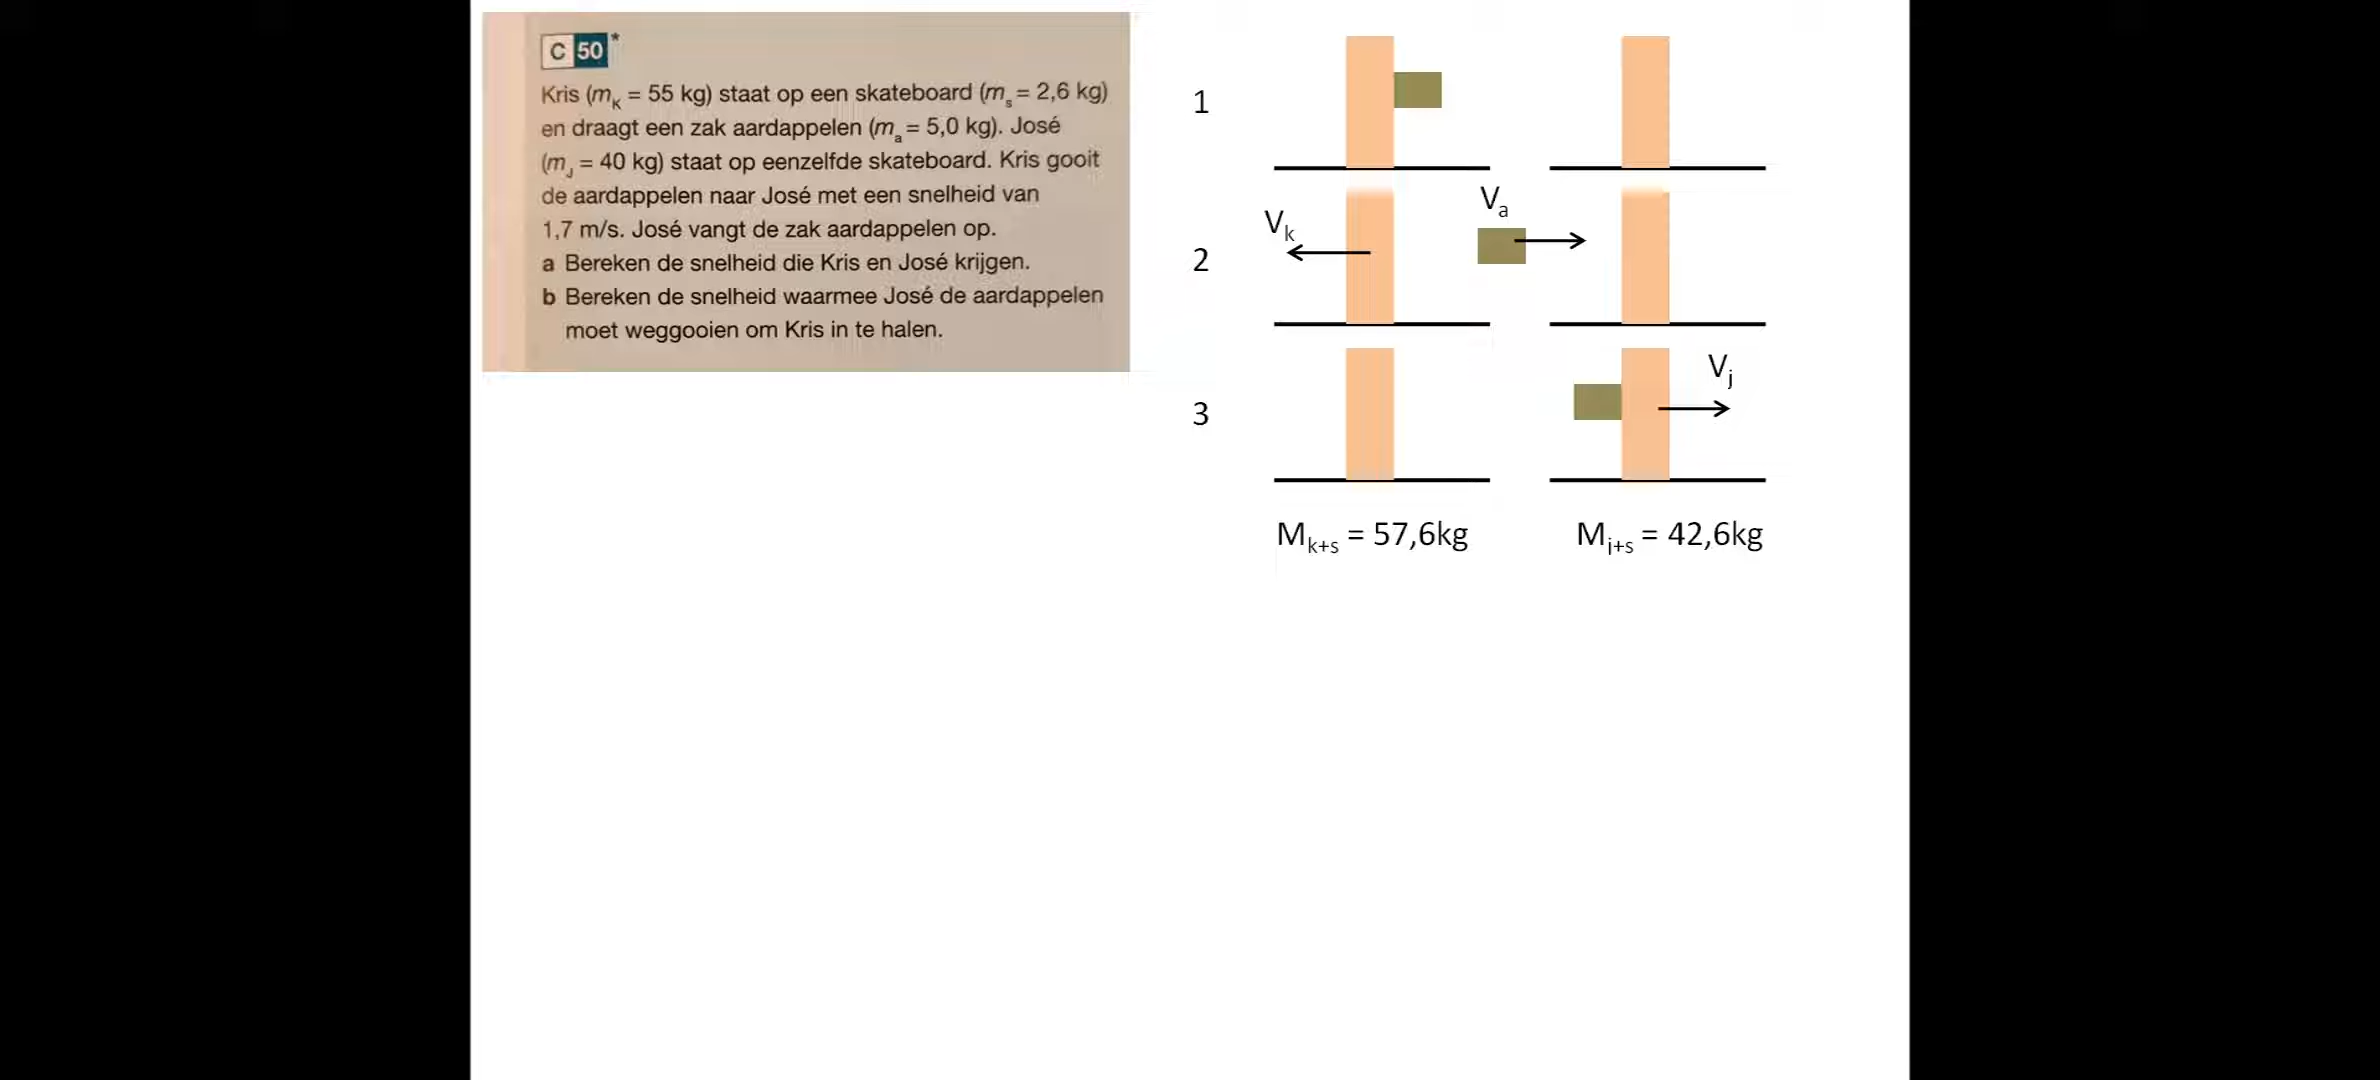 C 50 *
Kris (mK = 55 kg) staat op een skateboard (ms = 2,6 kg)
en draagt een zak aardappelen (ma = 5,0 kg). José
(mJ = 40 kg) staat op eenzelfde skateboard. Kris gooit
de aardappelen naar José met een snelheid van
1,7 m/s. José vangt de zak aardappelen op.
a Bereken de snelheid die Kris en José krijgen.
b Bereken de snelheid waarmee José de aardappelen
moet weggooien om Kris in te halen.
1
Va
Vk
2
Vj
3
Mk+s = 57,6kg
Mj+s = 42,6kg